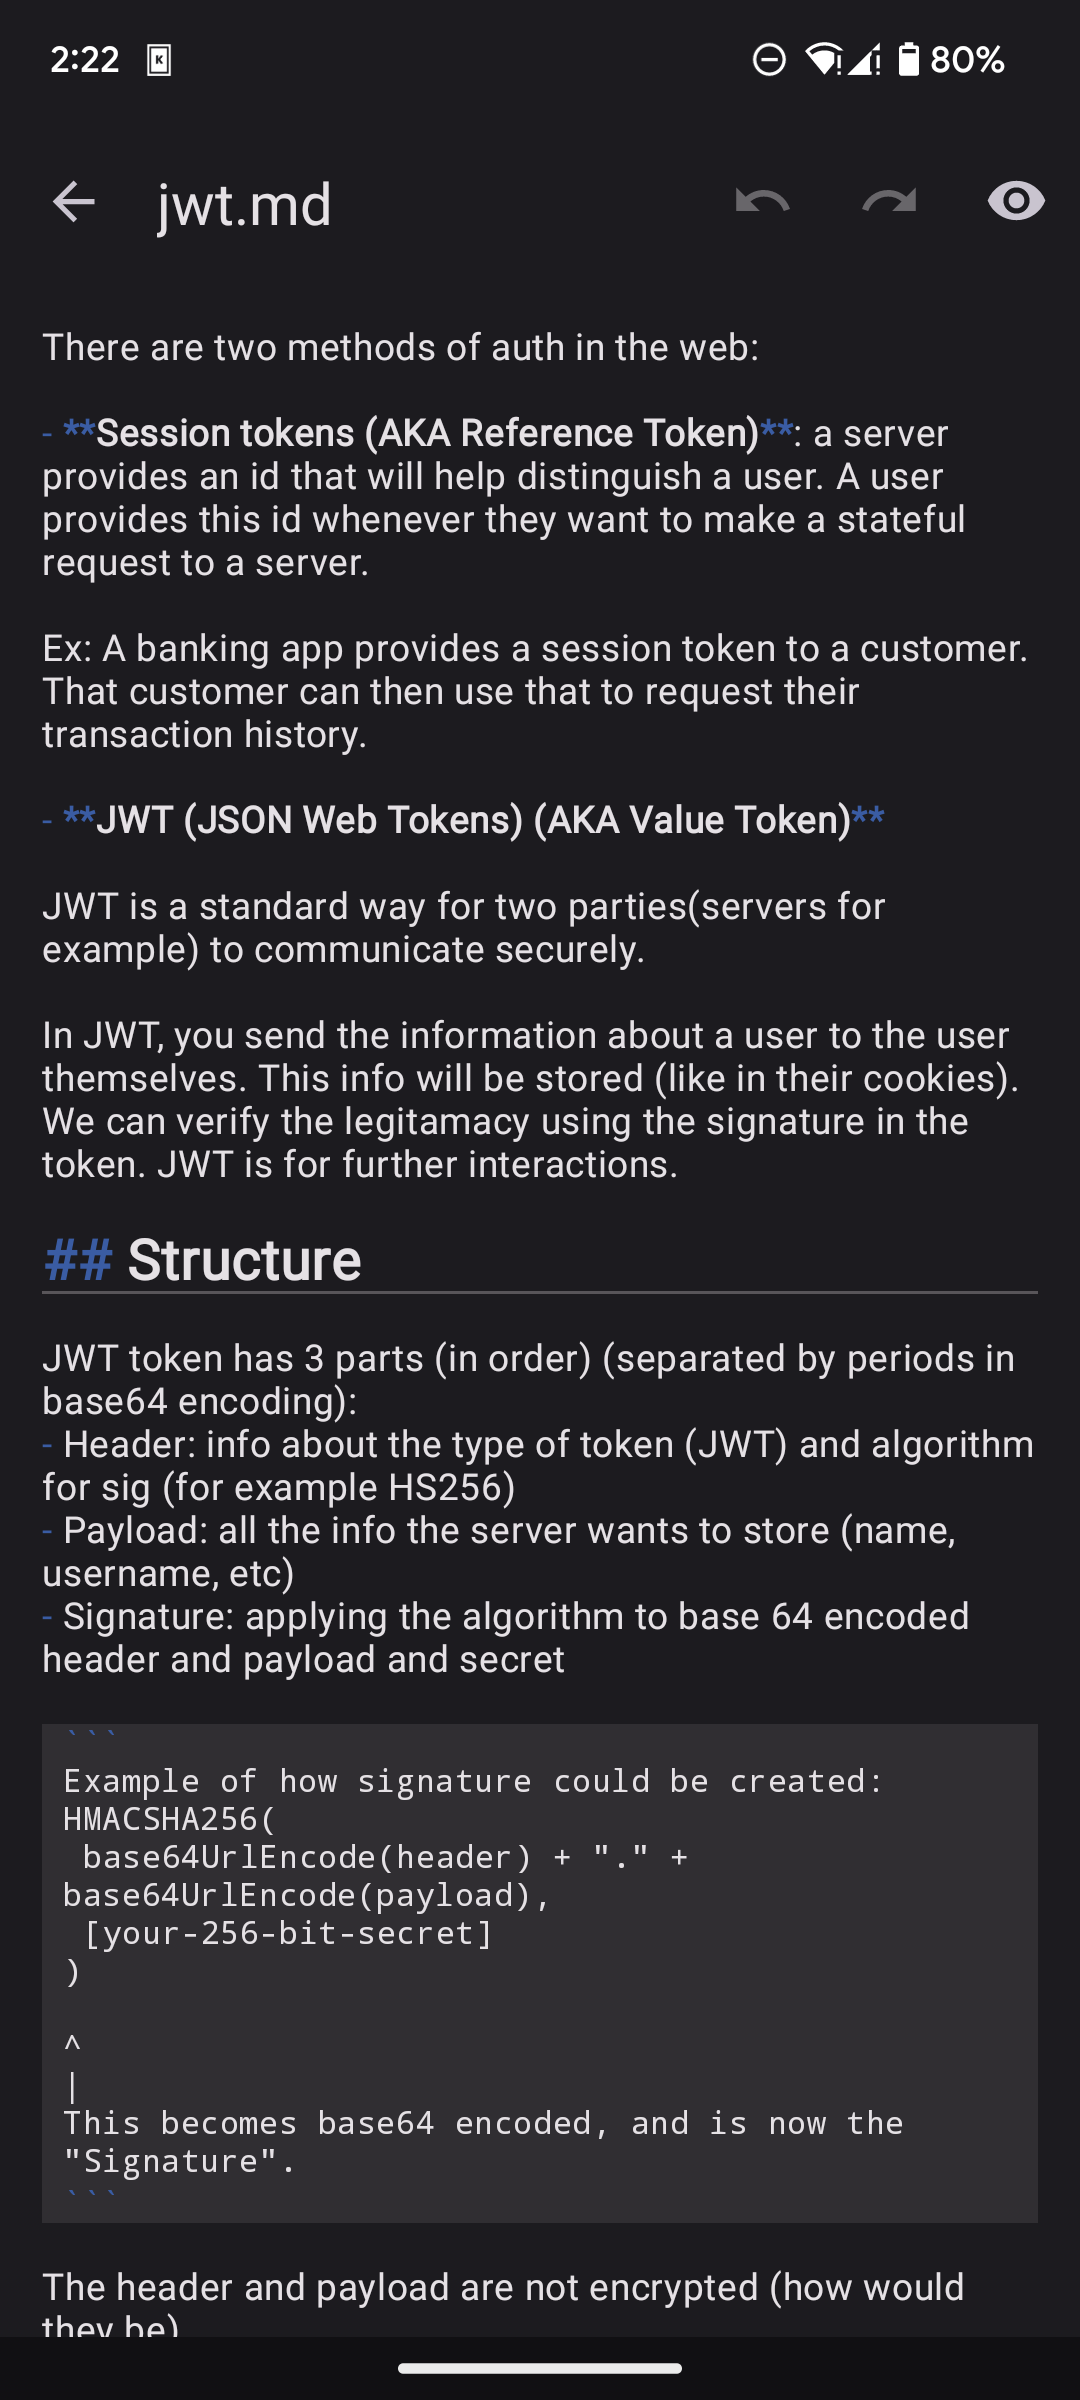 2:22 K 80%
jwt.md
There are two methods of auth in the web:
- **Session tokens (AKA Reference Token)**: a server
provides an id that will help distinguish a user. A user
provides this id whenever they want to make a stateful
request to a server.
Ex: A banking app provides a session token to a customer.
That customer can then use that to request their
transaction history.
- **JWT (JSON Web Tokens) (AKA Value Token)**
JWT is a standard way for two parties(servers for
example) to communicate securely.
In JWT, you send the information about a user to the user
themselves. This info will be stored (like in their cookies).
We can verify the legitamacy using the signature in the
token. JWT is for further interactions.
## Structure
JWT token has 3 parts (in order) (separated by periods in
base64 encoding):
- Header: info about the type of token (JWT) and algorithm
for sig (for example HS256)
- Payload: all the info the server wants to store (name,
username, etc)
- Signature: applying the algorithm to base 64 encoded
header and payload and secret
```
Example of how signature could be created:
HMACSHA256(
 base64UrlEncode(header) + "." +
base64UrlEncode(payload),
 [your-256-bit-secret]
)
^
|
This becomes base64 encoded, and is now the
"Signature".
```
The header and payload are not encrypted (how would
they be)